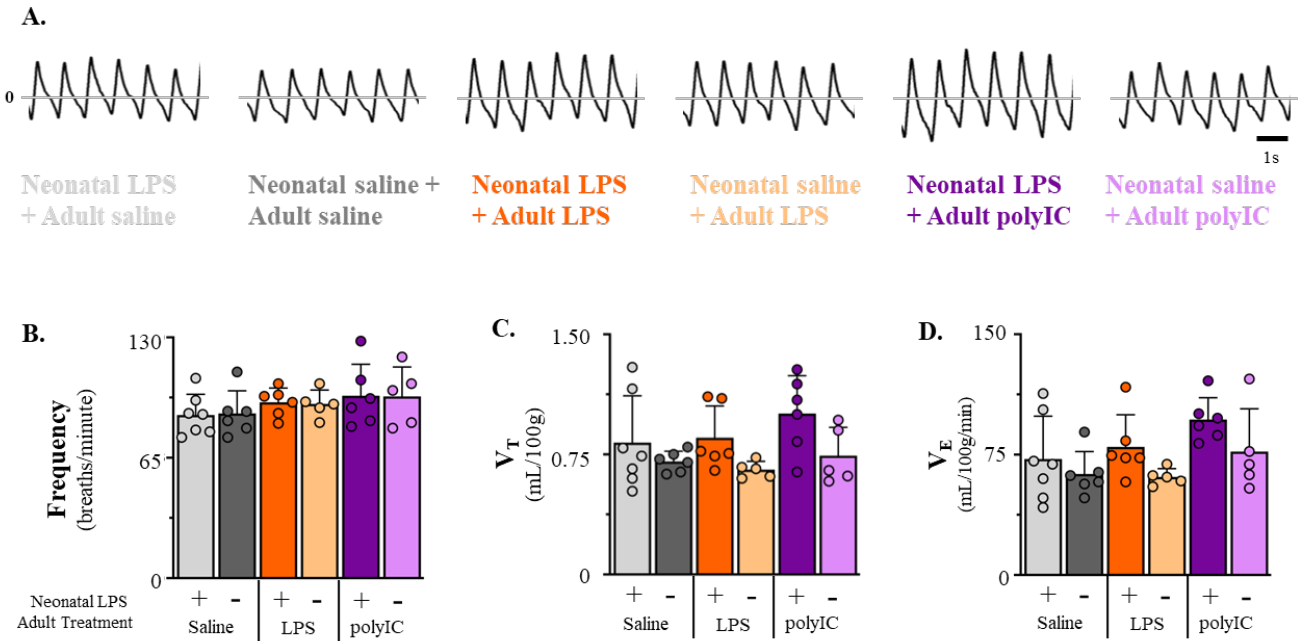 A.
0
1s
Neonatal LPS
+ Adult saline
Neonatal saline +
Adult saline
Neonatal LPS
+ Adult LPS
Neonatal saline
+ Adult LPS
Neonatal LPS
+ Adult polyIC
Neonatal saline
+ Adult polyIC
B.
Frequency
(breaths/minute)
130
65
0
Neonatal LPS + - + - + -
Adult Treatment Saline LPS polyIC
C.
VT
(mL/100g)
1.50
0.75
0
+ - + - + -
Saline LPS polyIC
D.
VE
(mL/100g/min)
150
75
0
+ - + - + -
Saline LPS polyIC